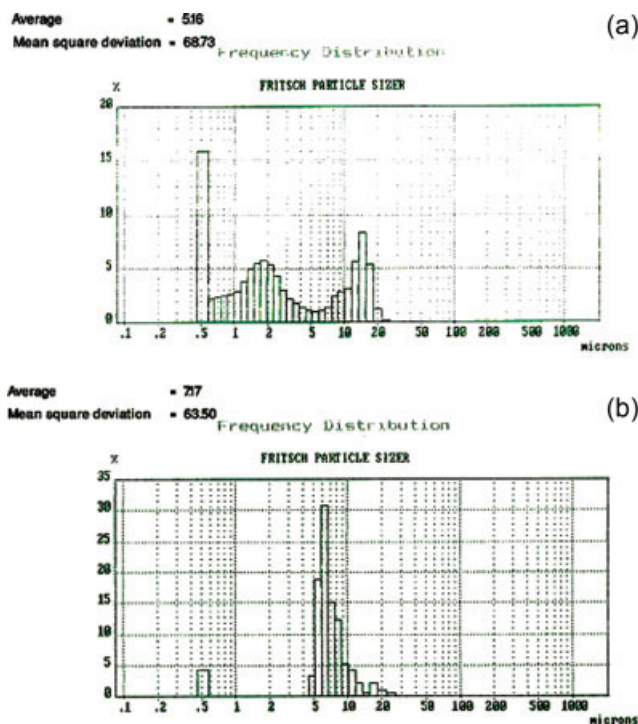 Average = 5.16 (a)
Mean square deviation = 68.73
Frequency Distribution
% FRITSCH PARTICLE SIZER
20
15
10
5
0
.1 .5 1 2 5 10 20 50 100 200 500 1000
microns
Average = 7.17 (b)
Mean square deviation = 63.50
Frequency Distribution
% FRITSCH PARTICLE SIZER
35
30
25
20
15
10
5
0
.1 .5 1 2 5 10 20 50 100 200 500 1000
microns